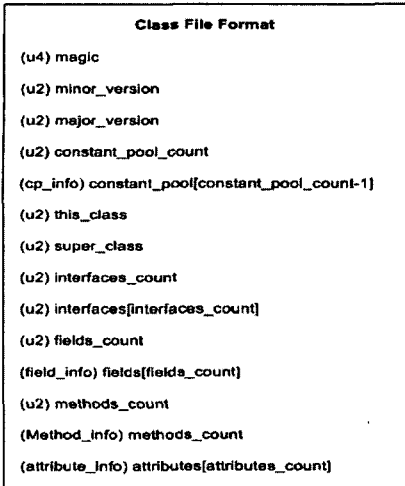 Class File Format
(u4) magic
(u2) minor_version
(u2) major_version
(u2) constant_pool_count
(cp_info) constant_pool[constant_pool_count-1]
(u2) this_class
(u2) super_class
(u2) interfaces_count
(u2) interfaces[interfaces_count]
(u2) fields_count
(field_info) fields[fields_count]
(u2) methods_count
(Method_info) methods_count
(attribute_info) attributes[attributes_count]